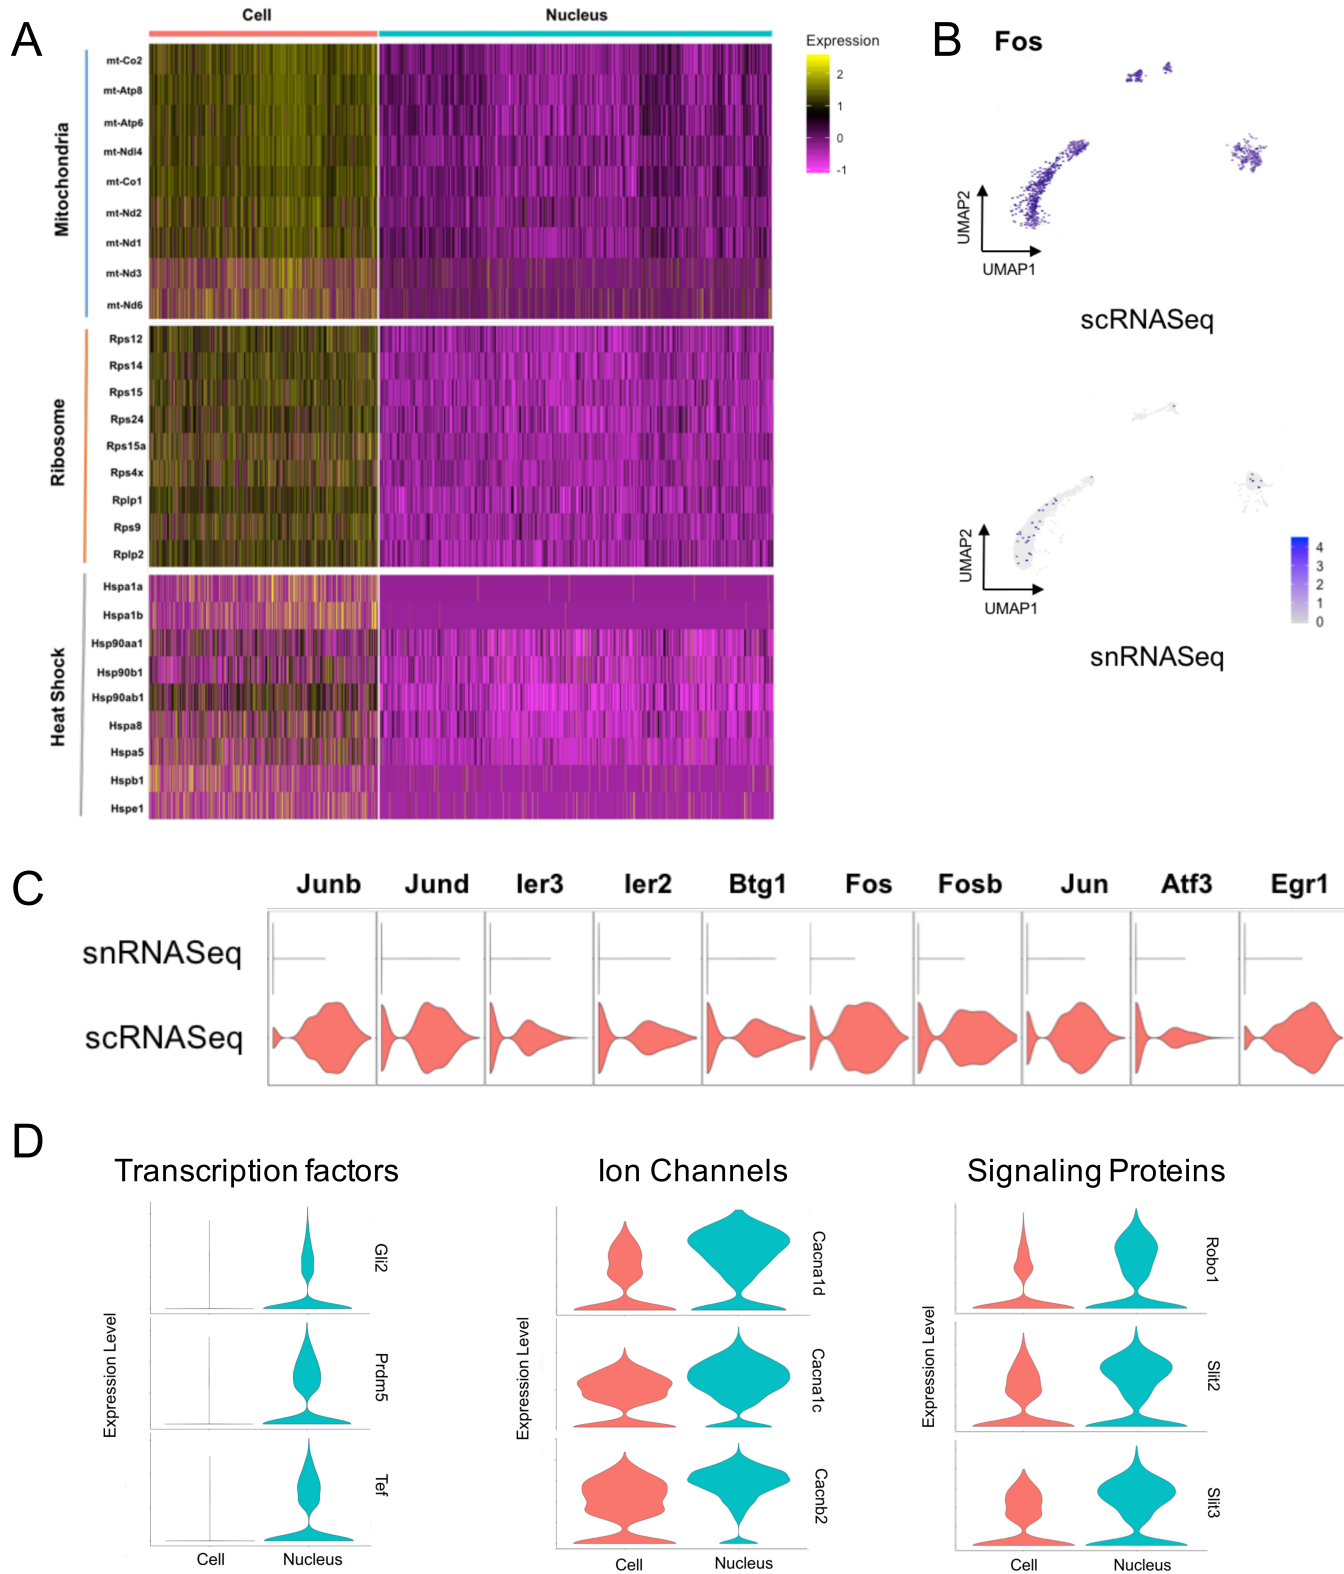 A
Cell
Nucleus
Mitochondria
mt-Co2
mt-Atp8
mt-Atp6
mt-Ndl4
mt-Co1
mt-Nd2
mt-Nd1
mt-Nd3
mt-Nd6
Ribosome
Rps12
Rps14
Rps15
Rps24
Rps15a
Rps4x
Rplp1
Rps9
Rplp2
Heat Shock
Hspa1a
Hspa1b
Hsp90aa1
Hsp90b1
Hsp90ab1
Hspa8
Hspa5
Hspb1
Hspe1
Expression
2
1
0
-1
B
Fos
UMAP2
UMAP1
scRNASeq
UMAP2
UMAP1
snRNASeq
4
3
2
1
0
C
Junb Jund Ier3 Ier2 Btg1 Fos Fosb Jun Atf3 Egr1
snRNASeq
scRNASeq
D
Transcription factors
Expression Level
Gli2
Prdm5
Tef
Cell Nucleus
Ion Channels
Expression Level
Cacna1d
Cacna1c
Cacnb2
Cell Nucleus
Signaling Proteins
Expression Level
Robo1
Slit2
Slit3
Cell Nucleus